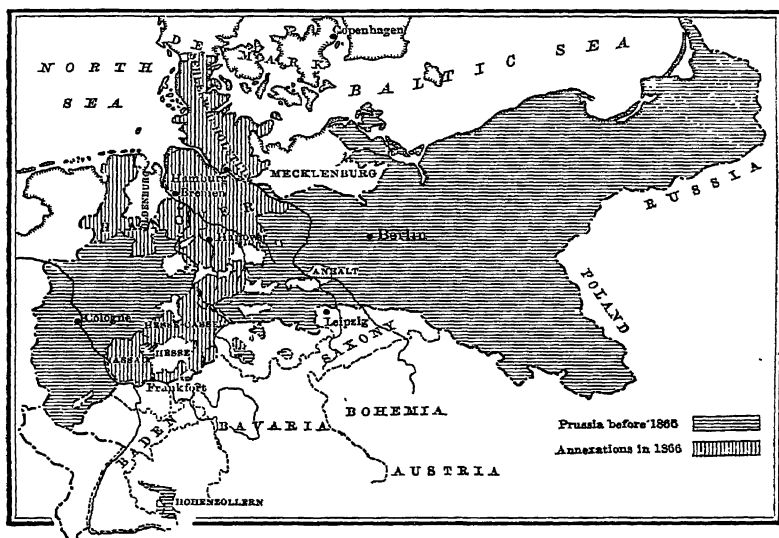 Copenhagen
DENMARK
NORTH
SEA
BALTIC SEA
MECKLENBURG
Hamburg
Bremen
RUSSIA
Berlin
ANHALT
POLAND
Cologne
Leipzig
SAXONY
HESSE
Frankfort
BOHEMIA
BAVARIA
BADEN
AUSTRIA
HOHENZOLLERN
Prussia before 1866
Annexations in 1866